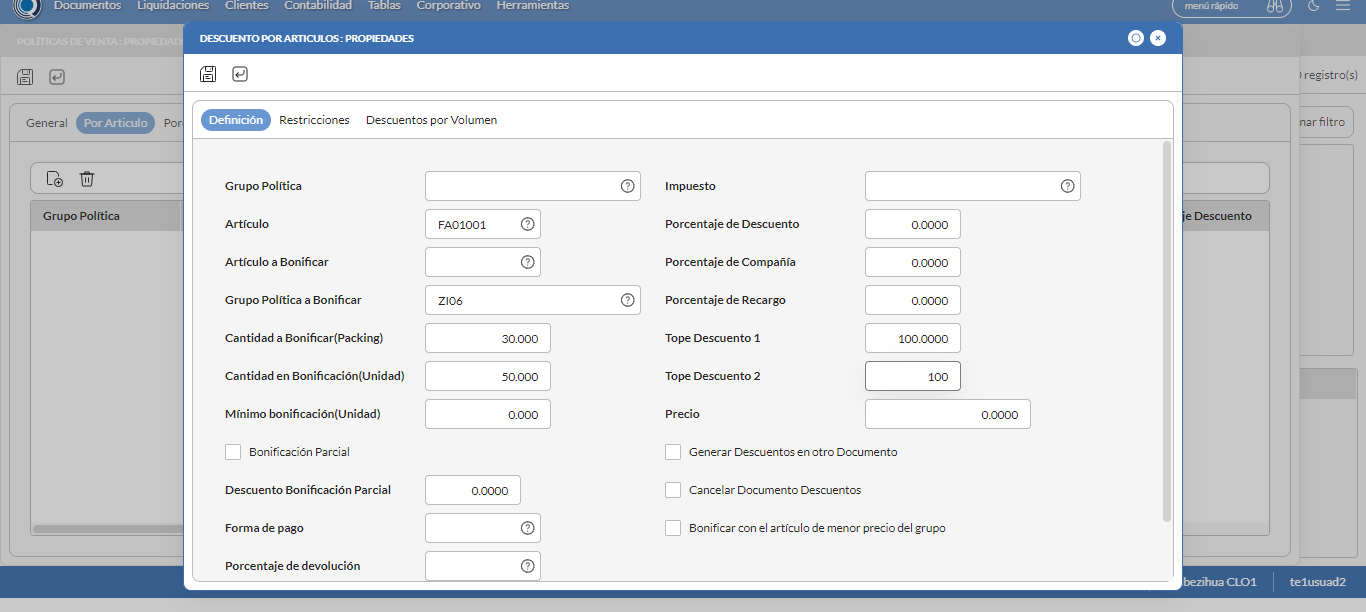 Documentos Liquidaciones Clientes Contabilidad Tablas Corporativo Herramientas menú rápido
POLÍTICAS DE VENTA : PROPIEDAD
DESCUENTO POR ARTICULOS : PROPIEDADES
registro(s)
General Por Articulo Por
nar filtro
Definición Restricciones Descuentos por Volumen
Grupo Política
je Descuento
Grupo Política Impuesto
Artículo FA01001 Porcentaje de Descuento 0.0000
Artículo a Bonificar Porcentaje de Compañía 0.0000
Grupo Política a Bonificar ZI06 Porcentaje de Recargo 0.0000
Cantidad a Bonificar(Packing) 30.000 Tope Descuento 1 100.0000
Cantidad en Bonificación(Unidad) 50.000 Tope Descuento 2 100
Mínimo bonificación(Unidad) 0.000 Precio 0.0000
Bonificación Parcial Generar Descuentos en otro Documento
Descuento Bonificación Parcial 0.0000 Cancelar Documento Descuentos
Forma de pago Bonificar con el artículo de menor precio del grupo
Porcentaje de devolución
bezihua CLO1 te1usuad2